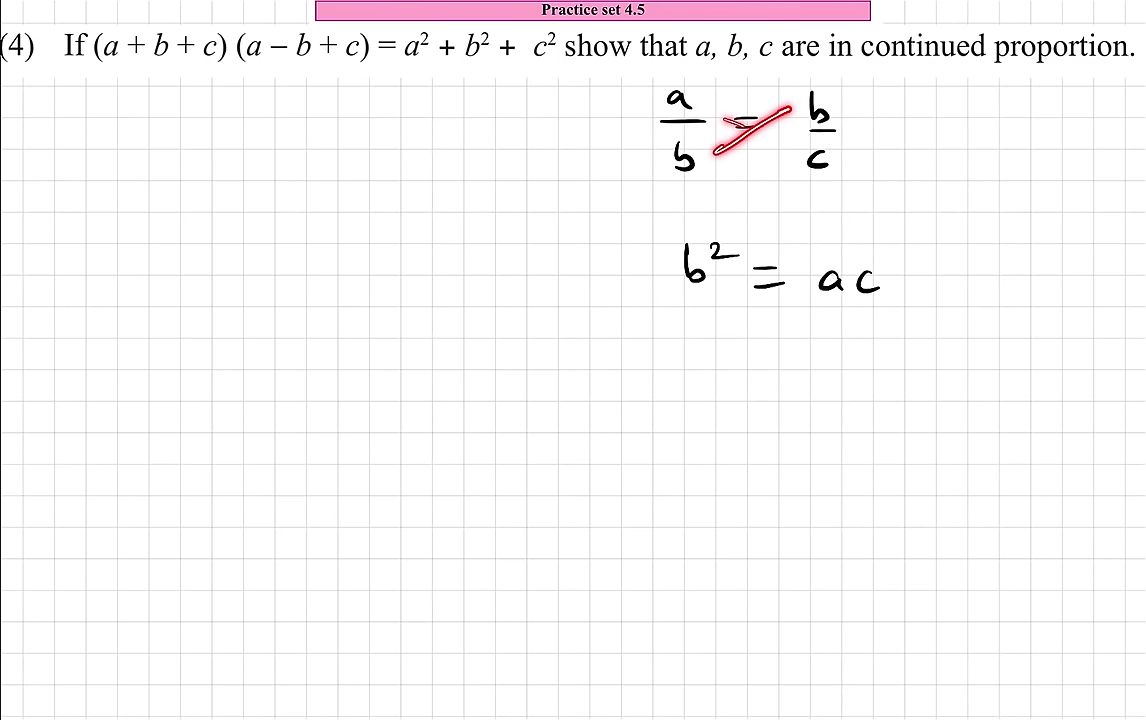 Practice set 4.5
(4) If (a + b + c) (a – b + c) = a² + b² + c² show that a, b, c are in continued proportion.
a/b = b/c
b² = ac